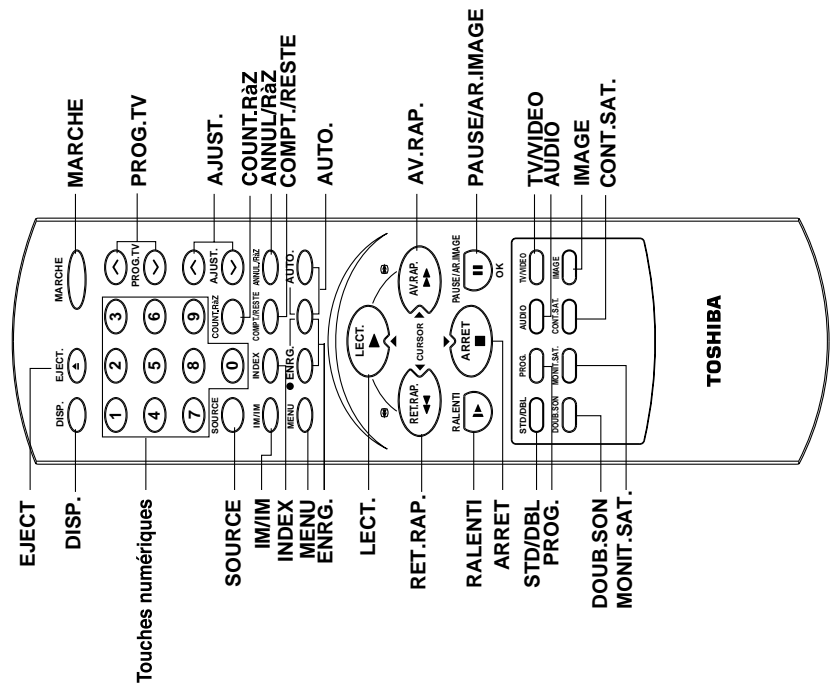 EJECT
DISP.
Touches numériques
SOURCE
IM/IM
INDEX
MENU
ENRG.
LECT.
RET.RAP.
RALENTI
ARRET
STD/DBL
PROG.
DOUB.SON
MONIT.SAT.
DISP. EJECT. MARCHE
1 2 3
PROG.TV
4 5 6
7 8 9
AJUST.
SOURCE 0 COUNT.RàZ
IM/IM INDEX COMPT./RESTE ANNUL/RàZ
MENU ENRG. AUTO.
LECT.
RET.RAP. CURSOR AV.RAP.
RALENTI ARRET PAUSE/AR.IMAGE
OK
STD/DBL PROG. AUDIO TV/VIDEO
DOUB.SON MONIT.SAT. CONT.SAT. IMAGE
TOSHIBA
MARCHE
PROG.TV
AJUST.
COUNT.RàZ
ANNUL/RàZ
COMPT./RESTE
AUTO.
AV.RAP.
PAUSE/AR.IMAGE
TV/VIDEO
AUDIO
IMAGE
CONT.SAT.